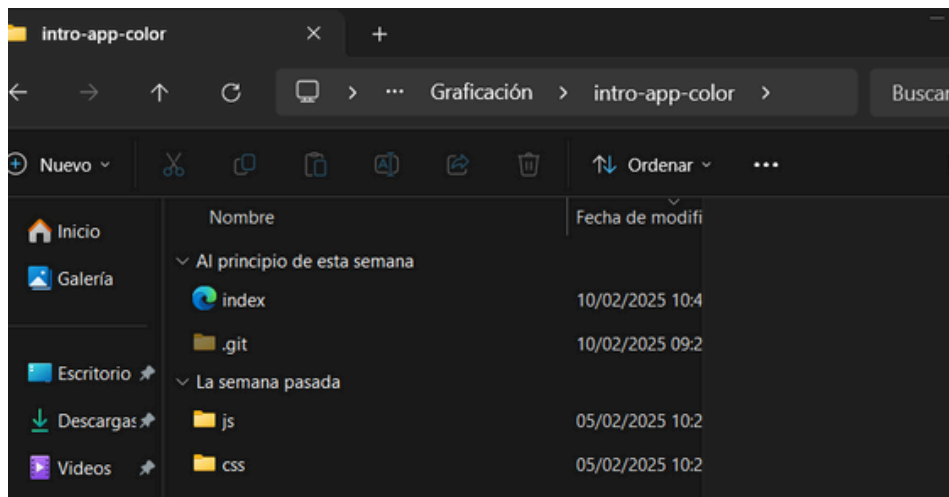 intro-app-color
Graficación > intro-app-color >
Buscar
Nuevo
Ordenar
Nombre
Fecha de modifi
Inicio
Galería
Escritorio
Descargas
Videos
Al principio de esta semana
index 10/02/2025 10:4
.git 10/02/2025 09:2
La semana pasada
js 05/02/2025 10:2
css 05/02/2025 10:2